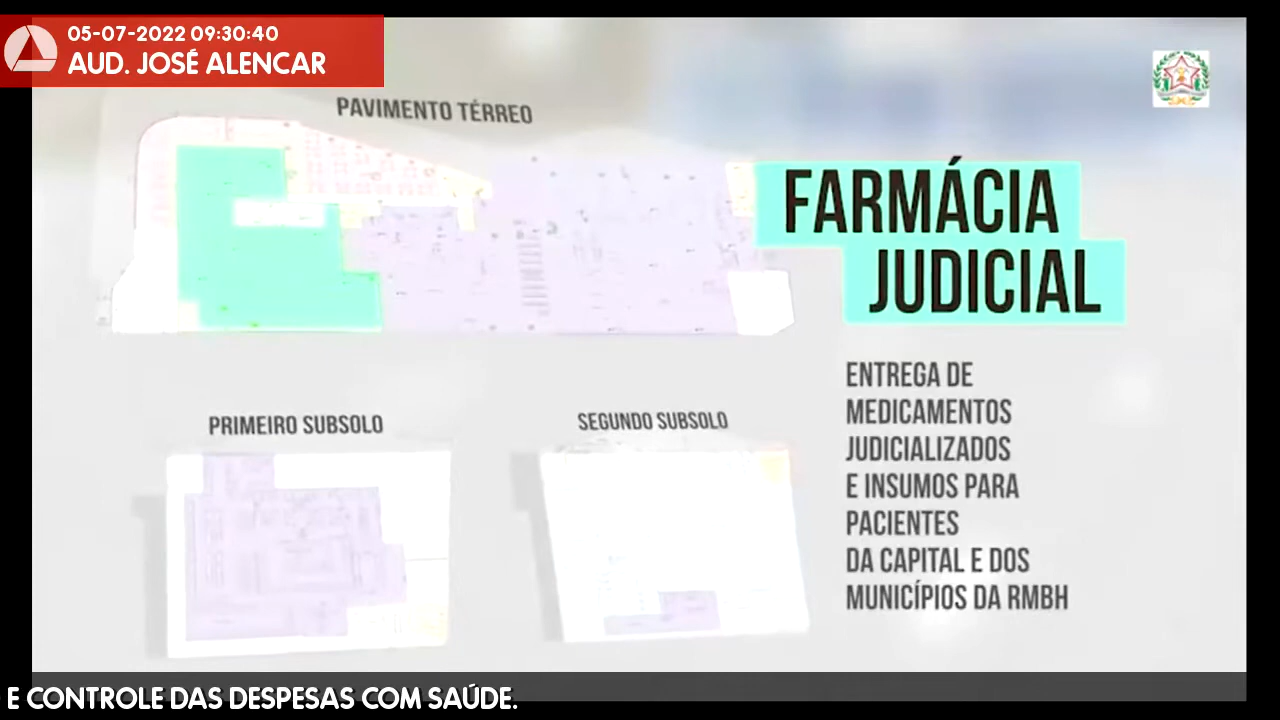 05-07-2022 09:30:40
AUD. JOSÉ ALENCAR
PAVIMENTO TÉRREO
FARMÁCIA
JUDICIAL
PRIMEIRO SUBSOLO
SEGUNDO SUBSOLO
ENTREGA DE
MEDICAMENTOS
JUDICIALIZADOS
E INSUMOS PARA
PACIENTES
DA CAPITAL E DOS
MUNICÍPIOS DA RMBH
E CONTROLE DAS DESPESAS COM SAÚDE.